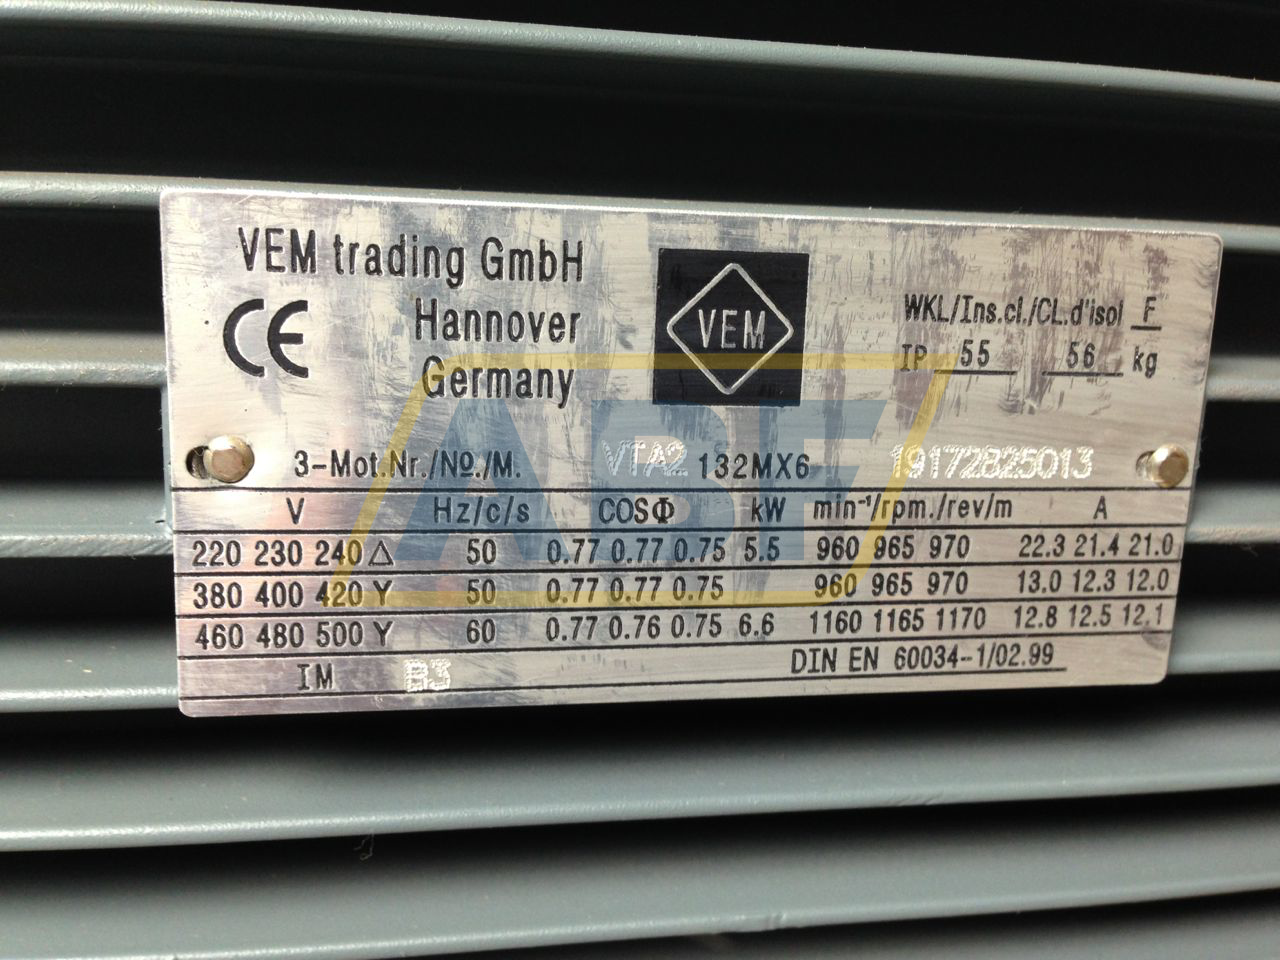 VEM trading GmbH
CE
Hannover
Germany
VEM
WKL/Ins.cl./CL.d'isol F
IP 55 56 kg
ABF
3-Mot.Nr./№./M. VTA2 132MX6 19172825013
V Hz/c/s COSΦ kW min⁻¹/rpm./rev/m A
220 230 240 △ 50 0.77 0.77 0.75 5.5 960 965 970 22.3 21.4 21.0
380 400 420 Y 50 0.77 0.77 0.75 960 965 970 13.0 12.3 12.0
460 480 500 Y 60 0.77 0.76 0.75 6.6 1160 1165 1170 12.8 12.5 12.1
IM B3 DIN EN 60034-1/02.99